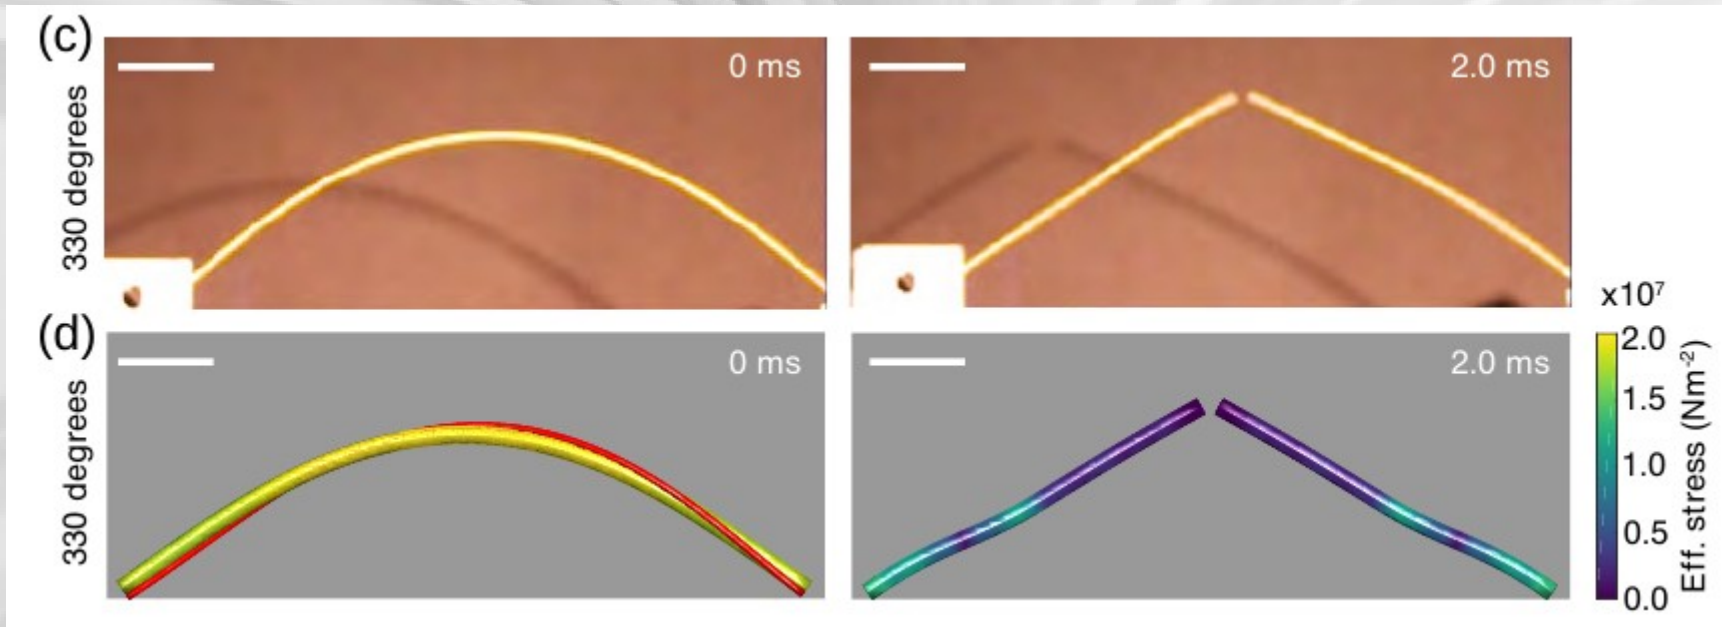 (c)
330 degrees
0 ms
2.0 ms
(d)
330 degrees
0 ms
2.0 ms
x10⁷
2.0
1.5
1.0
0.5
0.0
Eff. stress (Nm⁻²)